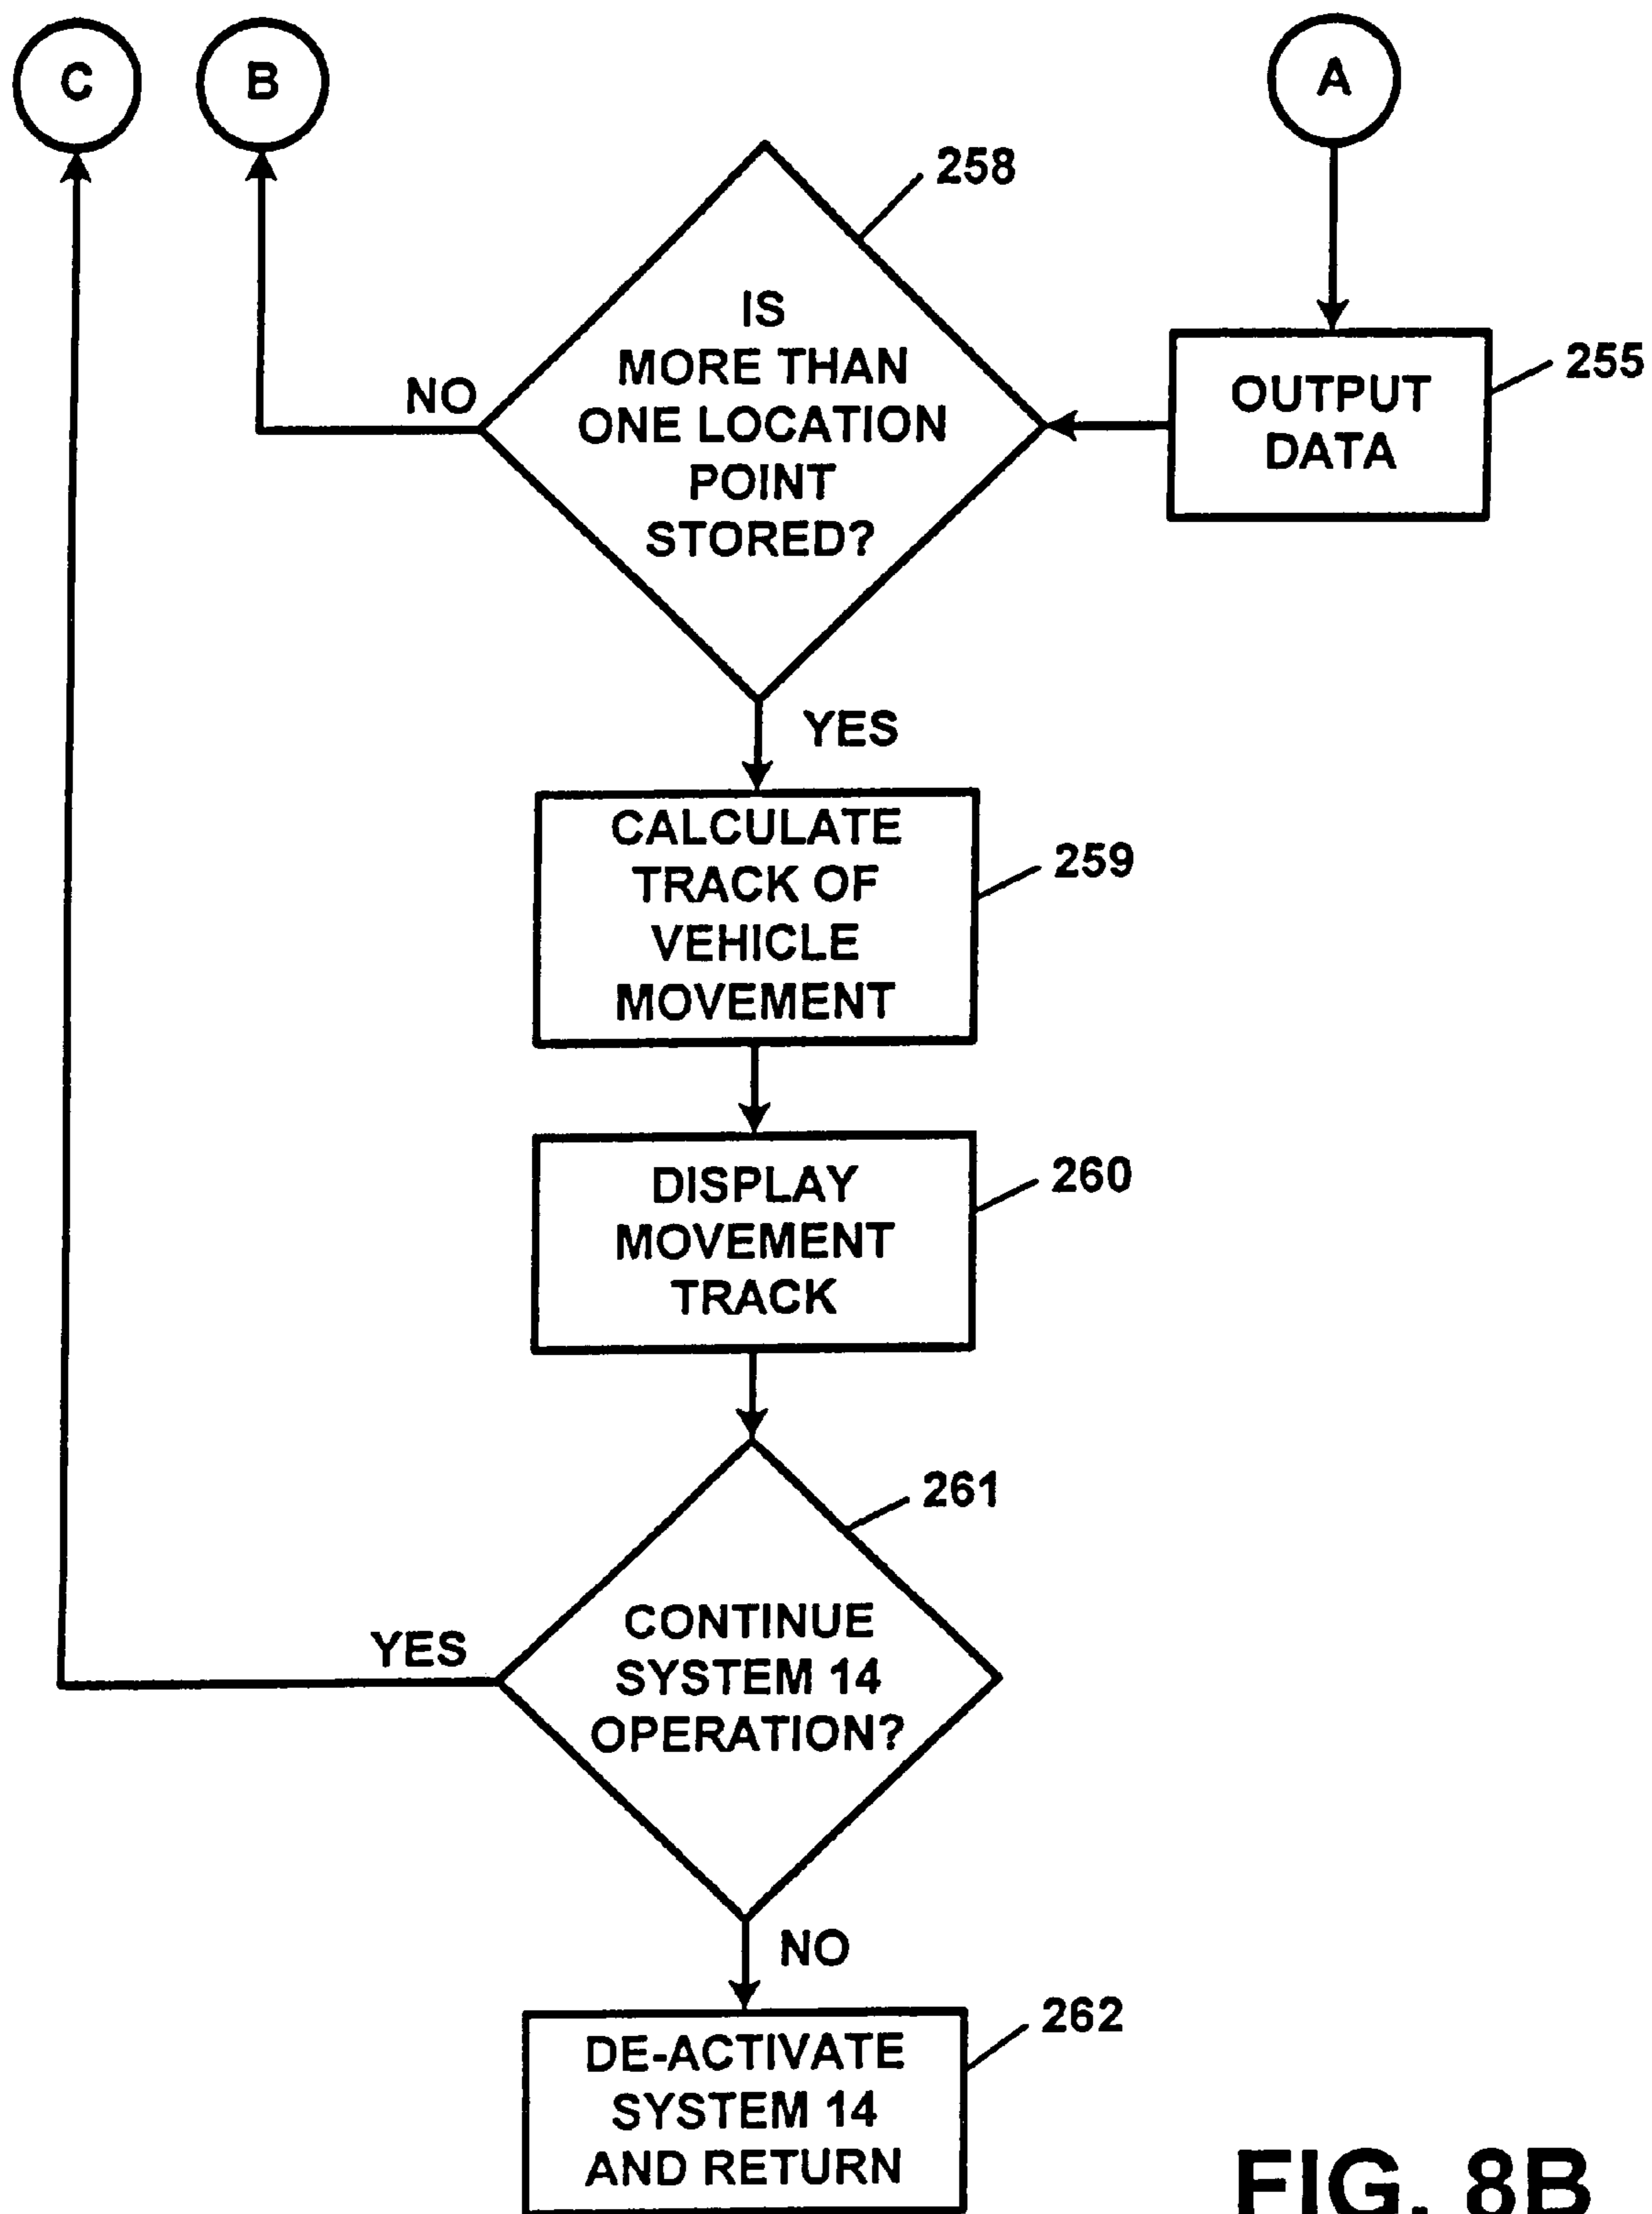 C
B
A
258
IS
MORE THAN
ONE LOCATION
POINT
STORED?
NO
OUTPUT
DATA
255
YES
CALCULATE
TRACK OF
VEHICLE
MOVEMENT
259
DISPLAY
MOVEMENT
TRACK
260
261
CONTINUE
SYSTEM 14
OPERATION?
YES
NO
262
DE-ACTIVATE
SYSTEM 14
AND RETURN
FIG. 8B